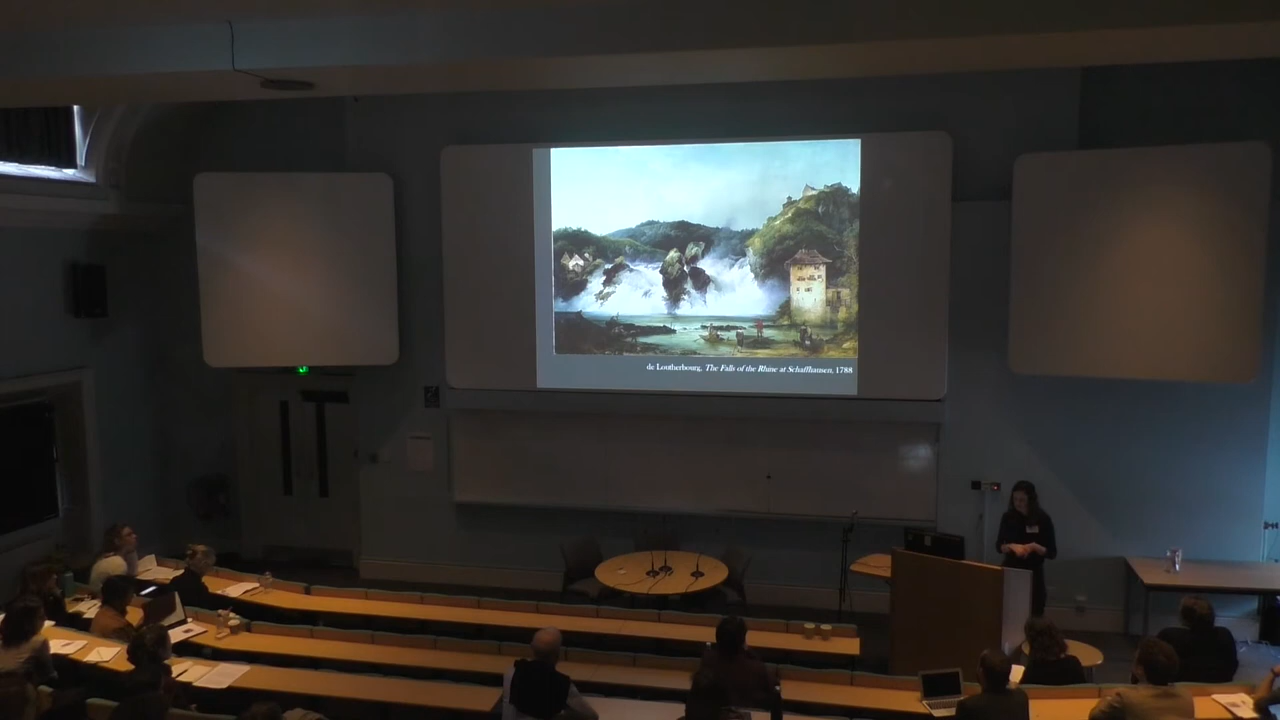 de Loutherbourg, The Falls of the Rhine at Schaffhausen, 1788